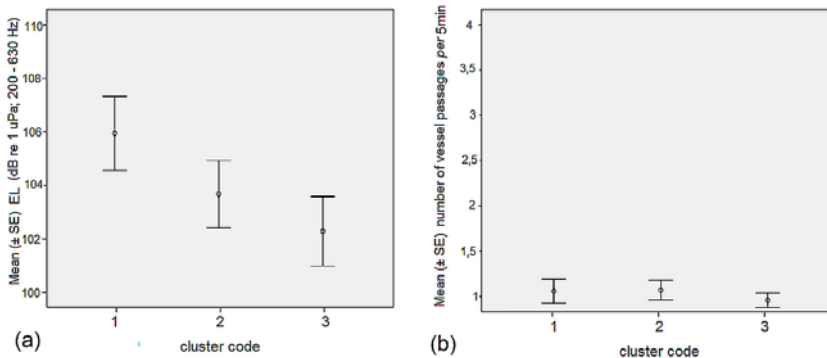 Mean (± SE) EL (dB re 1 uPa; 200 - 630 Hz)
110
108
106
104
102
100
1 2 3
cluster code
(a)
Mean (± SE) number of vessel passages per 5min
4
3,5
3
2,5
2
1,5
1
1 2 3
cluster code
(b)